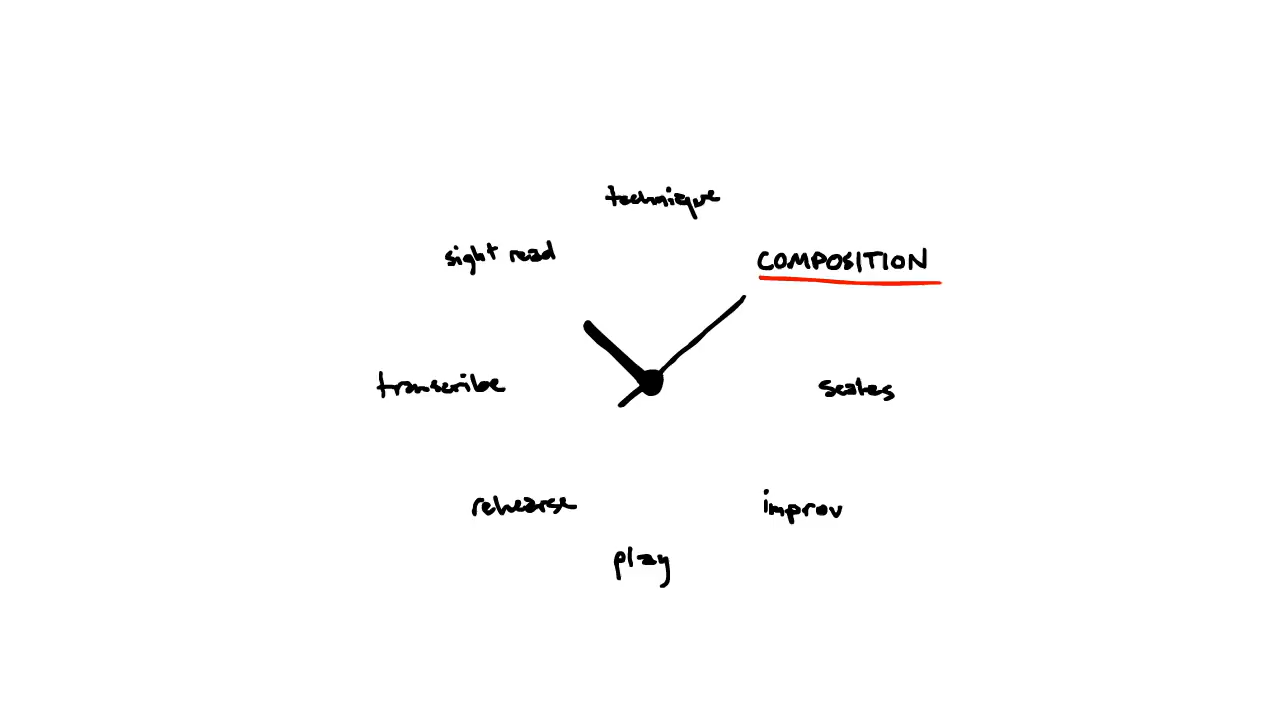 technique
sight read
COMPOSITION
transcribe
scales
rehearse
improv
play